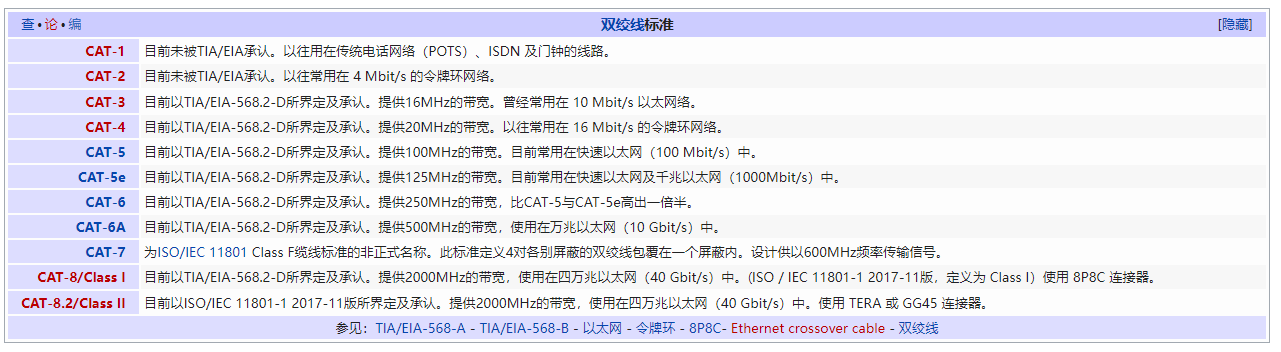 查 • 论 • 编 双绞线标准 [隐藏]
CAT-1 目前未被TIA/EIA承认。以往用在传统电话网络（POTS）、ISDN 及门钟的线路。
CAT-2 目前未被TIA/EIA承认。以往常用在 4 Mbit/s 的令牌环网络。
CAT-3 目前以TIA/EIA-568.2-D所界定及承认。提供16MHz的带宽。曾经常用在 10 Mbit/s 以太网络。
CAT-4 目前以TIA/EIA-568.2-D所界定及承认。提供20MHz的带宽。以往常用在 16 Mbit/s 的令牌环网络。
CAT-5 目前以TIA/EIA-568.2-D所界定及承认。提供100MHz的带宽。目前常用在快速以太网（100 Mbit/s）中。
CAT-5e 目前以TIA/EIA-568.2-D所界定及承认。提供125MHz的带宽。目前常用在快速以太网及千兆以太网（1000Mbit/s）中。
CAT-6 目前以TIA/EIA-568.2-D所界定及承认。提供250MHz的带宽，比CAT-5与CAT-5e高出一倍半。
CAT-6A 目前以TIA/EIA-568.2-D所界定及承认。提供500MHz的带宽，使用在万兆以太网（10 Gbit/s）中。
CAT-7 为ISO/IEC 11801 Class F缆线标准的非正式名称。此标准定义4对各别屏蔽的双绞线包覆在一个屏蔽内。设计供以600MHz频率传输信号。
CAT-8/Class I 目前以TIA/EIA-568.2-D所界定及承认。提供2000MHz的带宽，使用在四万兆以太网（40 Gbit/s）中。(ISO / IEC 11801-1 2017-11版，定义为 Class I）使用 8P8C 连接器。
CAT-8.2/Class II 目前以ISO/IEC 11801-1 2017-11版所界定及承认。提供2000MHz的带宽，使用在四万兆以太网（40 Gbit/s）中。使用 TERA 或 GG45 连接器。
参见：TIA/EIA-568-A - TIA/EIA-568-B - 以太网 - 令牌环 - 8P8C- Ethernet crossover cable - 双绞线